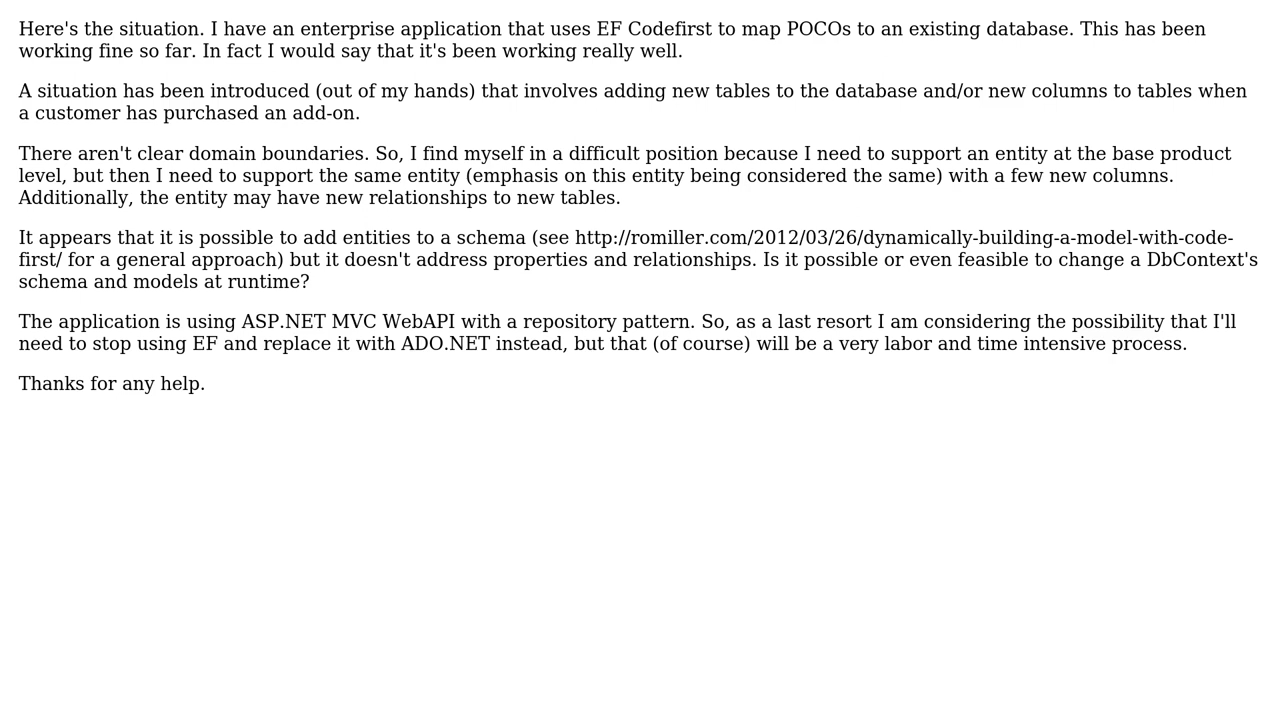 Here's the situation. I have an enterprise application that uses EF Codefirst to map POCOs to an existing database. This has been
working fine so far. In fact I would say that it's been working really well.
A situation has been introduced (out of my hands) that involves adding new tables to the database and/or new columns to tables when
a customer has purchased an add-on.
There aren't clear domain boundaries. So, I find myself in a difficult position because I need to support an entity at the base product
level, but then I need to support the same entity (emphasis on this entity being considered the same) with a few new columns.
Additionally, the entity may have new relationships to new tables.
It appears that it is possible to add entities to a schema (see http://romiller.com/2012/03/26/dynamically-building-a-model-with-code-
first/ for a general approach) but it doesn't address properties and relationships. Is it possible or even feasible to change a DbContext's
schema and models at runtime?
The application is using ASP.NET MVC WebAPI with a repository pattern. So, as a last resort I am considering the possibility that I'll
need to stop using EF and replace it with ADO.NET instead, but that (of course) will be a very labor and time intensive process.
Thanks for any help.